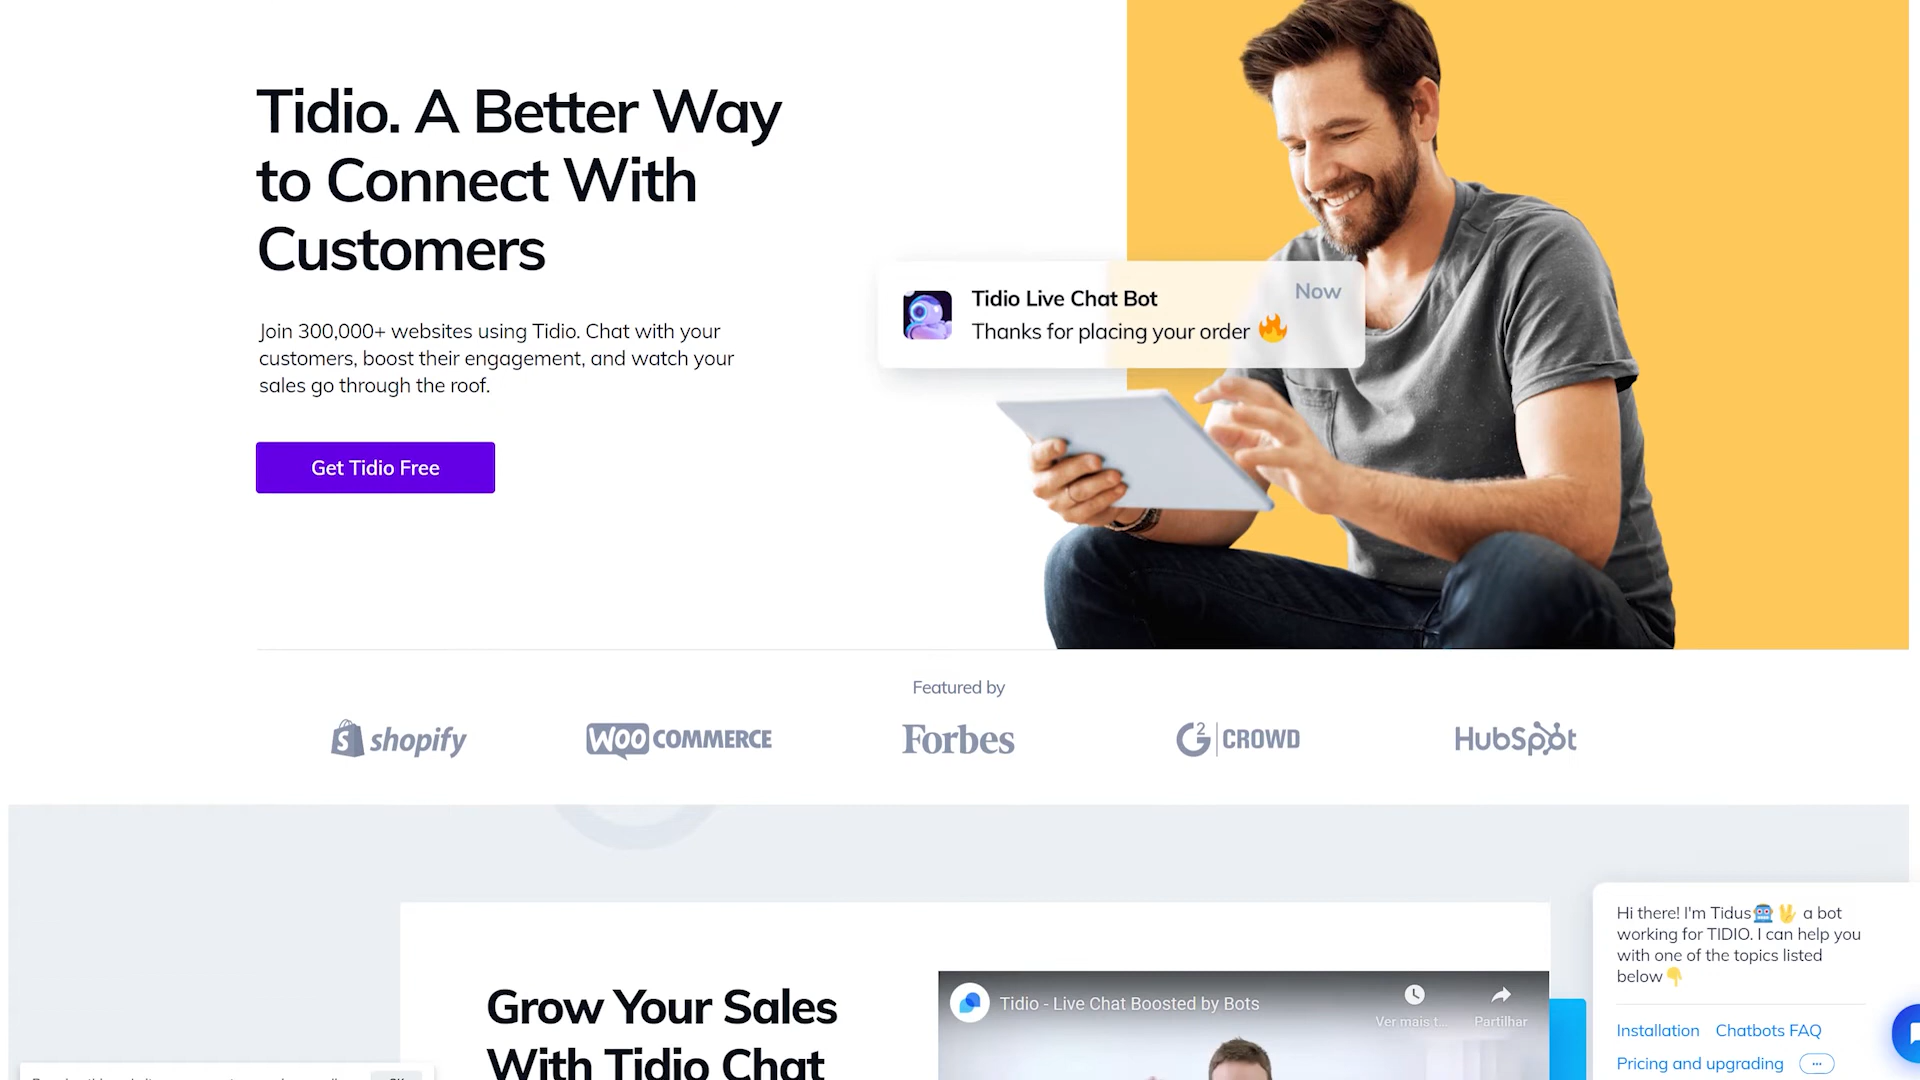 Tidio. A Better Way
to Connect With
Customers
Join 300,000+ websites using Tidio. Chat with your
customers, boost their engagement, and watch your
sales go through the roof.
Get Tidio Free
Tidio Live Chat Bot
Now
Thanks for placing your order 🔥
Featured by
shopify
WOO COMMERCE
Forbes
G2 CROWD
HubSpot
Grow Your Sales
With Tidio Chat
Tidio - Live Chat Boosted by Bots
Ver mais t...
Partilhar
Hi there! I'm Tidus🤖🖖 a bot
working for TIDIO. I can help you
with one of the topics listed
below👇
Installation Chatbots FAQ
Pricing and upgrading ...